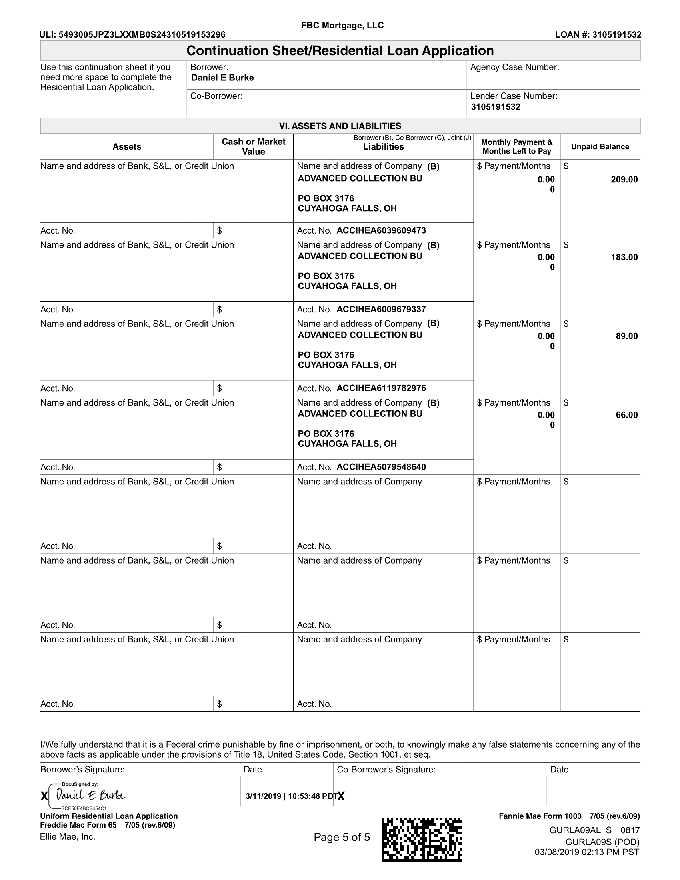 FBC Mortgage, LLC
ULI: 5493005JPZ3LXXMB0S24310519153296 LOAN #: 3105191532
Continuation Sheet/Residential Loan Application
Use this continuation sheet if you need more space to complete the Residential Loan Application.
Borrower: Daniel E Burke
Agency Case Number:
Co-Borrower:
Lender Case Number: 3105191532
VI. ASSETS AND LIABILITIES
Borrower (B), Co-Borrower (C), Joint (J)
Assets Cash or Market Value Liabilities Monthly Payment & Months Left to Pay Unpaid Balance
Name and address of Bank, S&L, or Credit Union Name and address of Company (B) $ Payment/Months $
ADVANCED COLLECTION BU 0.00 209.00
0
PO BOX 3176
CUYAHOGA FALLS, OH
Acct. No. $ Acct. No. ACCIHEA6039609473
Name and address of Bank, S&L, or Credit Union Name and address of Company (B) $ Payment/Months $
ADVANCED COLLECTION BU 0.00 183.00
0
PO BOX 3176
CUYAHOGA FALLS, OH
Acct. No. $ Acct. No. ACCIHEA6009679337
Name and address of Bank, S&L, or Credit Union Name and address of Company (B) $ Payment/Months $
ADVANCED COLLECTION BU 0.00 89.00
0
PO BOX 3176
CUYAHOGA FALLS, OH
Acct. No. $ Acct. No. ACCIHEA6119782976
Name and address of Bank, S&L, or Credit Union Name and address of Company (B) $ Payment/Months $
ADVANCED COLLECTION BU 0.00 66.00
0
PO BOX 3176
CUYAHOGA FALLS, OH
Acct. No. $ Acct. No. ACCIHEA5079548640
Name and address of Bank, S&L, or Credit Union Name and address of Company $ Payment/Months $
Acct. No. $ Acct. No.
Name and address of Bank, S&L, or Credit Union Name and address of Company $ Payment/Months $
Acct. No. $ Acct. No.
Name and address of Bank, S&L, or Credit Union Name and address of Company $ Payment/Months $
Acct. No. $ Acct. No.
I/We fully understand that it is a Federal crime punishable by fine or imprisonment, or both, to knowingly make any false statements concerning any of the
above facts as applicable under the provisions of Title 18, United States Code, Section 1001, et seq.
Borrower's Signature: Date Co-Borrower's Signature: Date
DocuSigned by:
X Daniel E Burke 3/11/2019 | 10:53:48 PDT X
Uniform Residential Loan Application Fannie Mae Form 1003 7/05 (rev.6/09)
Freddie Mac Form 65 7/05 (rev.6/09)
Ellie Mae, Inc. Page 5 of 5 GURLA09AL_S 0617
GURLA09S (POD)
03/08/2019 02:13 PM PST